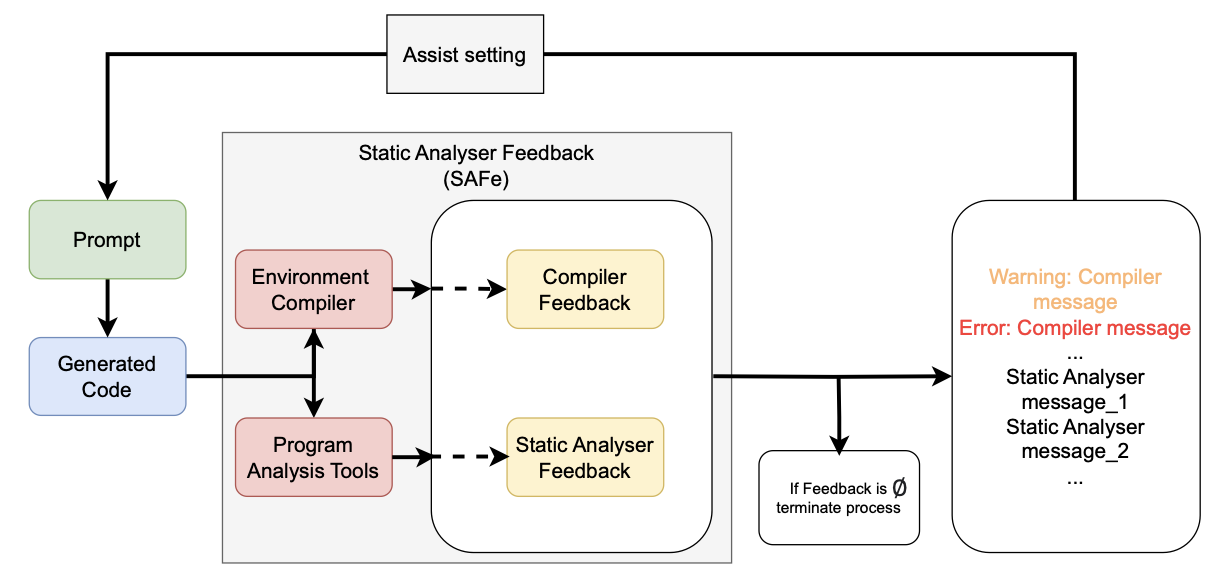 Assist setting
Static Analyser Feedback
(SAFe)
Prompt
Generated
Code
Environment
Compiler
Program
Analysis Tools
Compiler
Feedback
Static Analyser
Feedback
If Feedback is Ø
terminate process
Warning: Compiler
message
Error: Compiler message
...
Static Analyser
message_1
Static Analyser
message_2
...